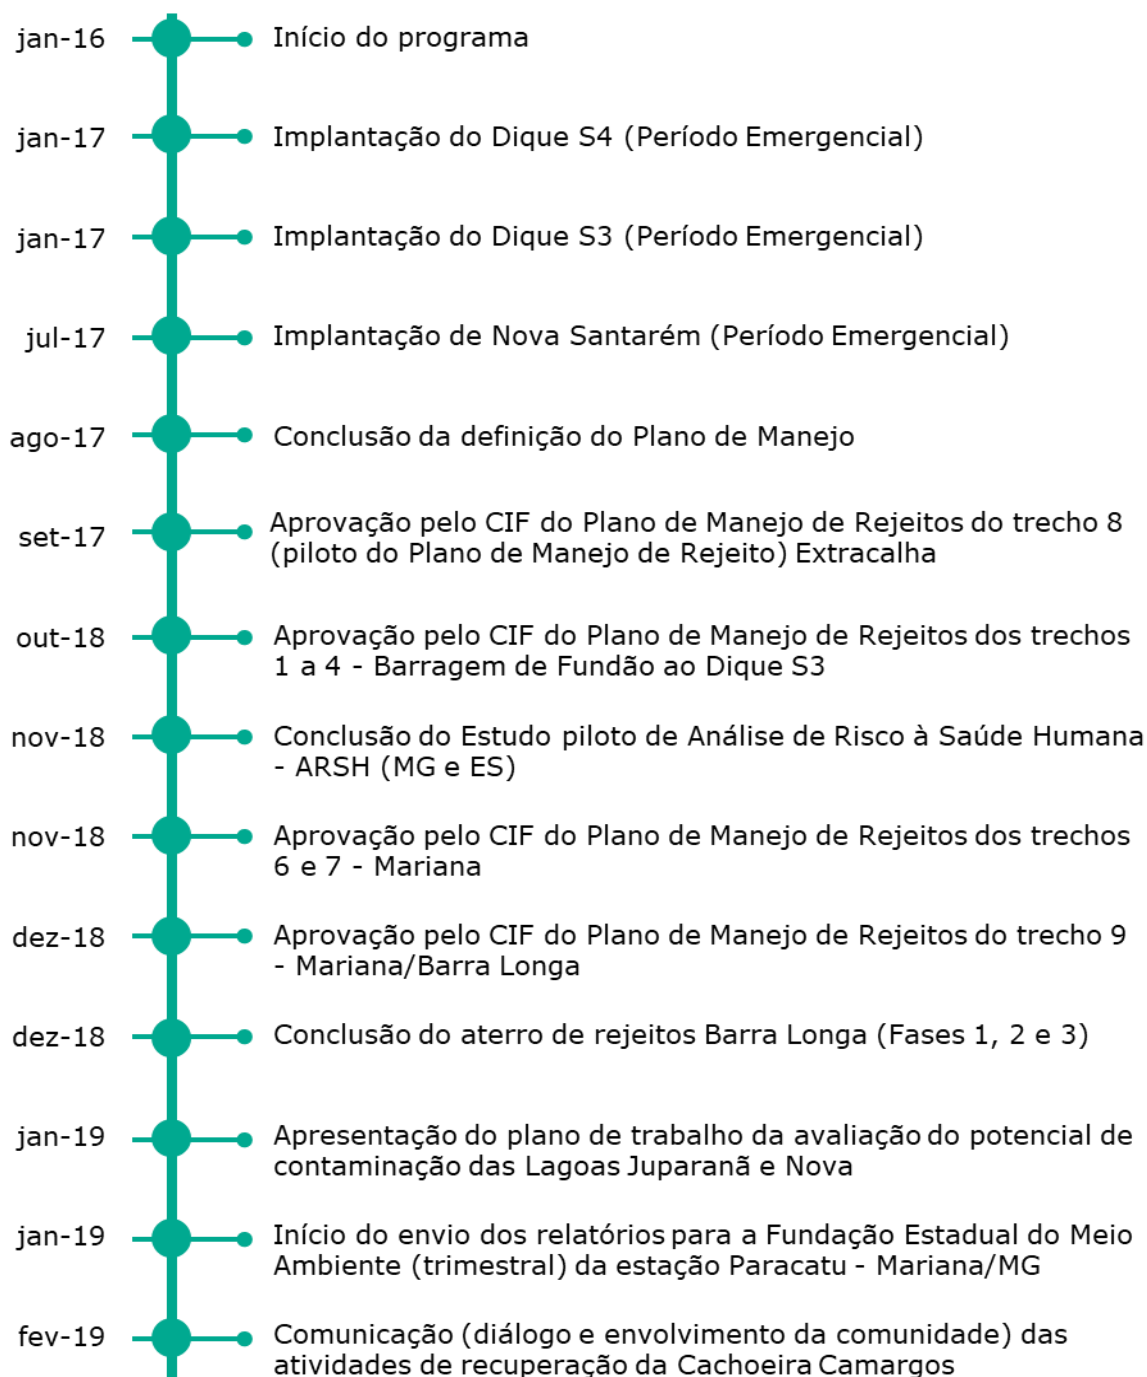 jan-16 Início do programa
jan-17 Implantação do Dique S4 (Período Emergencial)
jan-17 Implantação do Dique S3 (Período Emergencial)
jul-17 Implantação de Nova Santarém (Período Emergencial)
ago-17 Conclusão da definição do Plano de Manejo
set-17 Aprovação pelo CIF do Plano de Manejo de Rejeitos do trecho 8
(piloto do Plano de Manejo de Rejeito) Extracalha
out-18 Aprovação pelo CIF do Plano de Manejo de Rejeitos dos trechos
1 a 4 - Barragem de Fundão ao Dique S3
nov-18 Conclusão do Estudo piloto de Análise de Risco à Saúde Humana
- ARSH (MG e ES)
nov-18 Aprovação pelo CIF do Plano de Manejo de Rejeitos dos trechos
6 e 7 - Mariana
dez-18 Aprovação pelo CIF do Plano de Manejo de Rejeitos do trecho 9
- Mariana/Barra Longa
dez-18 Conclusão do aterro de rejeitos Barra Longa (Fases 1, 2 e 3)
jan-19 Apresentação do plano de trabalho da avaliação do potencial de
contaminação das Lagoas Juparanã e Nova
jan-19 Início do envio dos relatórios para a Fundação Estadual do Meio
Ambiente (trimestral) da estação Paracatu - Mariana/MG
fev-19 Comunicação (diálogo e envolvimento da comunidade) das
atividades de recuperação da Cachoeira Camargos